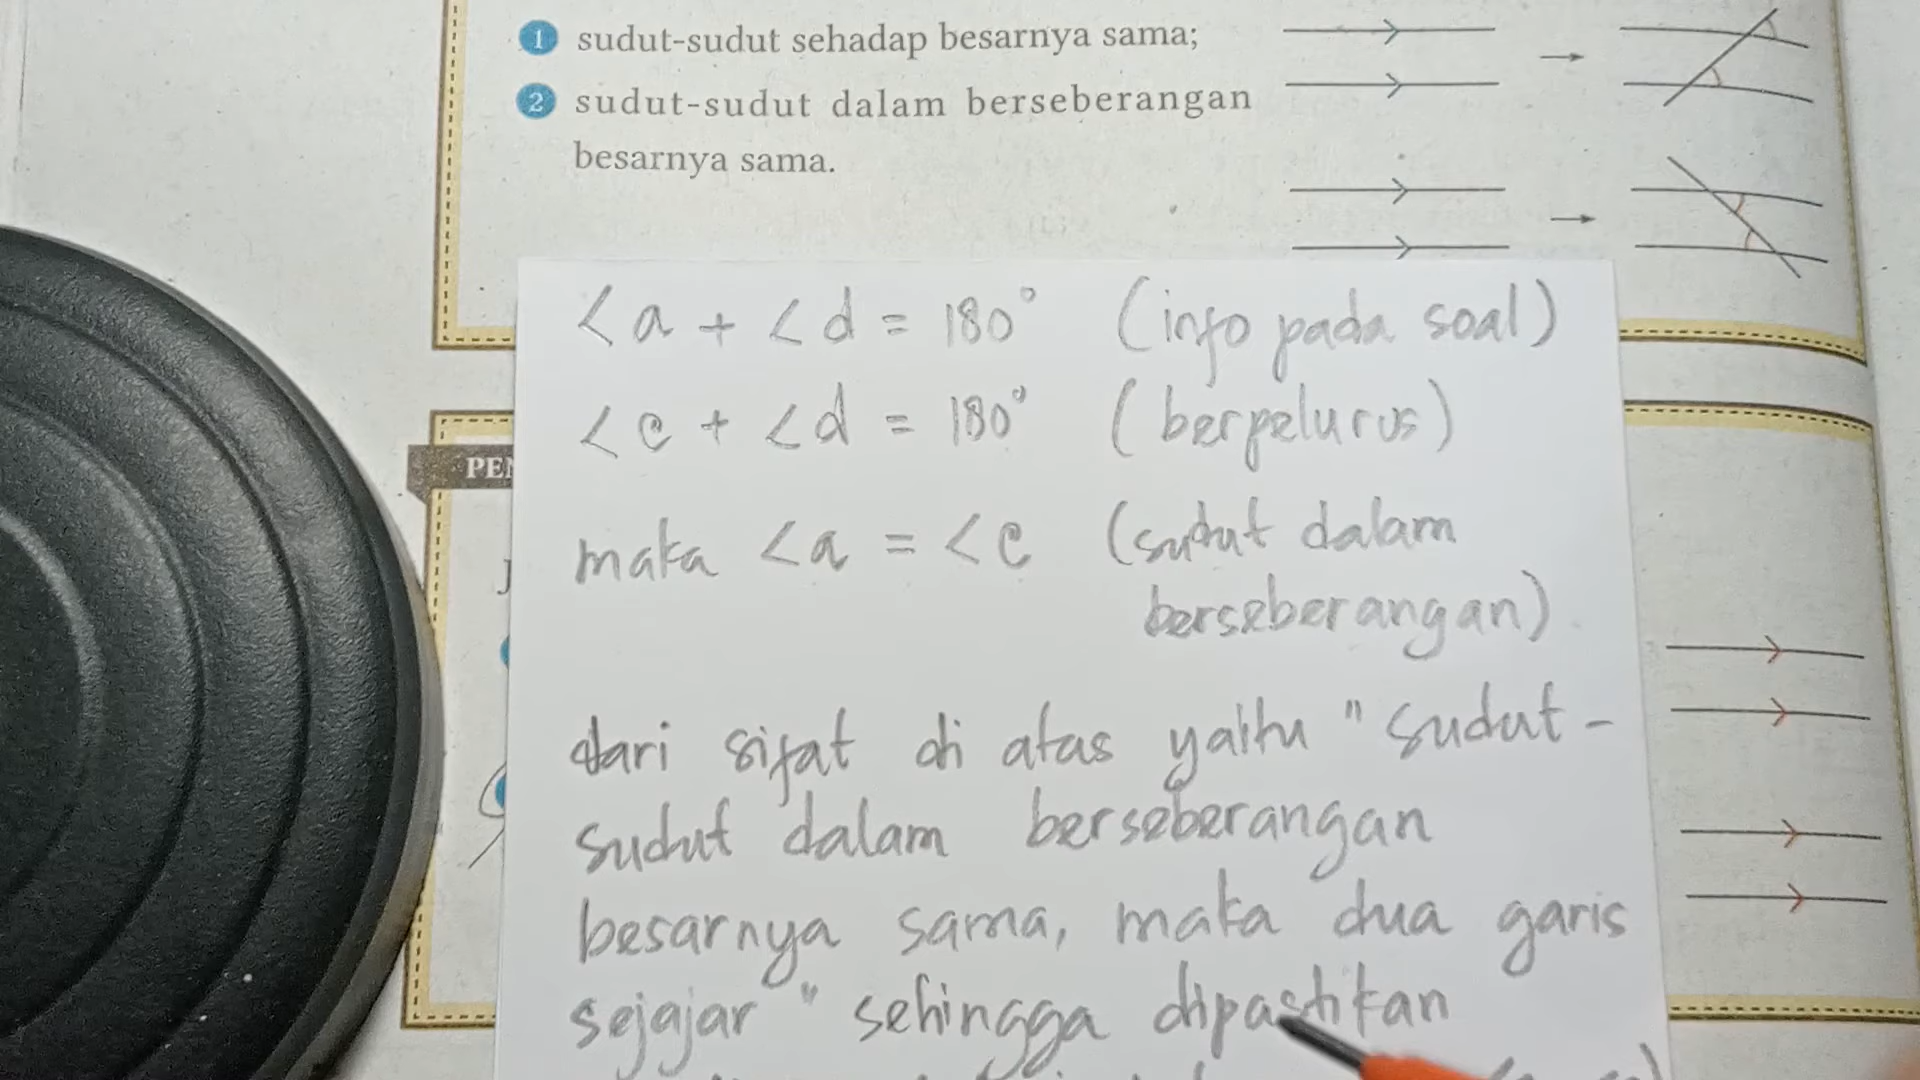 1 sudut-sudut sehadap besarnya sama;
2 sudut-sudut dalam berseberangan
besarnya sama.
<a + <d = 180° (info pada soal)
<c + <d = 180° (berpelurus)
maka <a = <c (sudut dalam
berseberangan)
dari sifat di atas yaitu "sudut-
sudut dalam berseberangan
besarnya sama, maka dua garis
sejajar" sehingga dipastikan